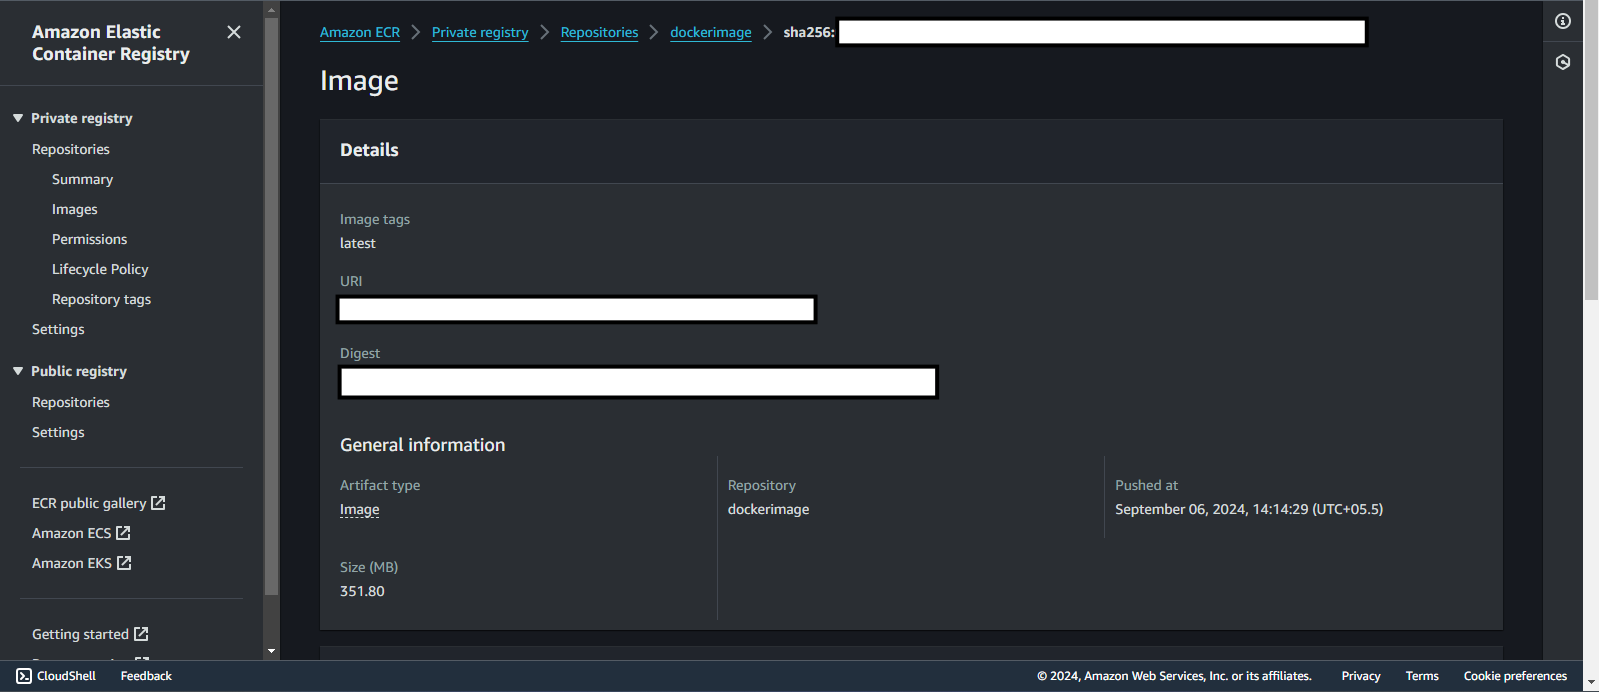 Amazon Elastic
Container Registry
Private registry
Repositories
Summary
Images
Permissions
Lifecycle Policy
Repository tags
Settings
Public registry
Repositories
Settings
ECR public gallery
Amazon ECS
Amazon EKS
Getting started
Amazon ECR
Private registry
Repositories
dockerimage
sha256:
Image
Details
Image tags
latest
URI
Digest
General information
Artifact type
Image
Repository
dockerimage
Pushed at
September 06, 2024, 14:14:29 (UTC+05.5)
Size (MB)
351.80
CloudShell
Feedback
© 2024, Amazon Web Services, Inc. or its affiliates.
Privacy
Terms
Cookie preferences